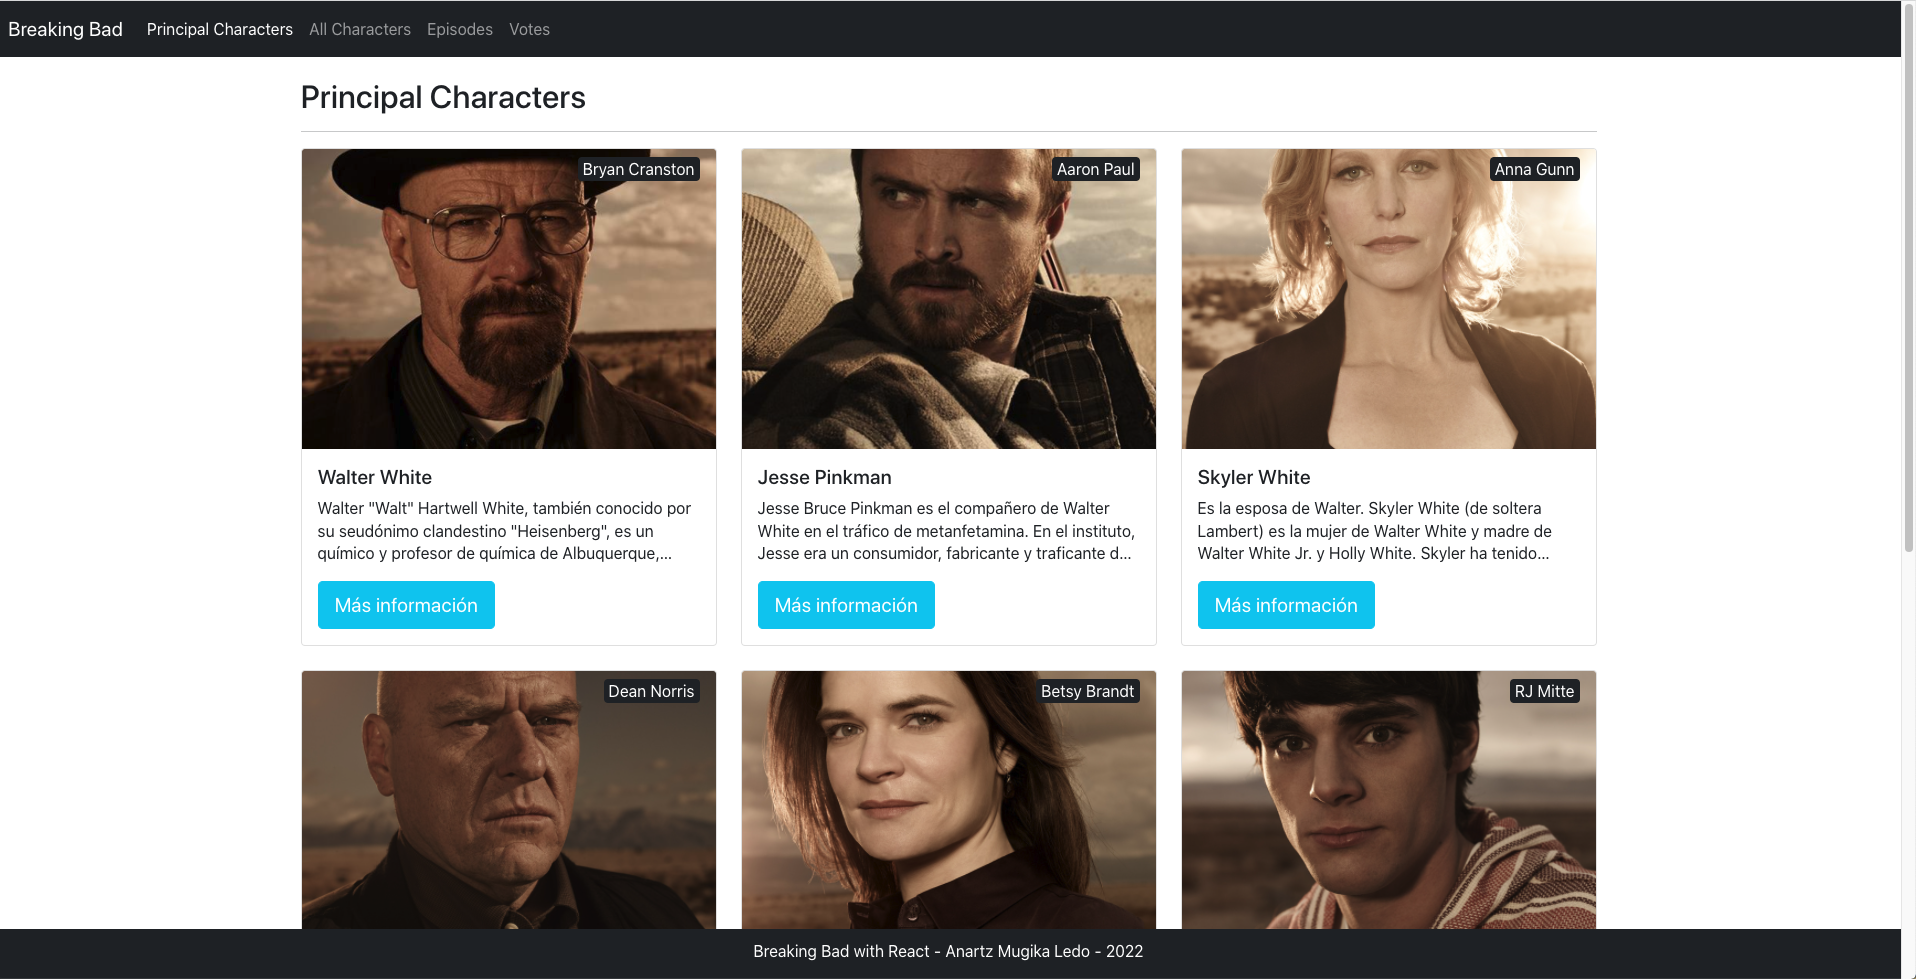 Breaking Bad Principal Characters All Characters Episodes Votes
Principal Characters
Bryan Cranston
Walter White
Walter "Walt" Hartwell White, también conocido por
su seudónimo clandestino "Heisenberg", es un
químico y profesor de química de Albuquerque,...
Más información
Aaron Paul
Jesse Pinkman
Jesse Bruce Pinkman es el compañero de Walter
White en el tráfico de metanfetamina. En el instituto,
Jesse era un consumidor, fabricante y traficante d...
Más información
Anna Gunn
Skyler White
Es la esposa de Walter. Skyler White (de soltera
Lambert) es la mujer de Walter White y madre de
Walter White Jr. y Holly White. Skyler ha tenido...
Más información
Dean Norris
Betsy Brandt
RJ Mitte
Breaking Bad with React - Anartz Mugika Ledo - 2022